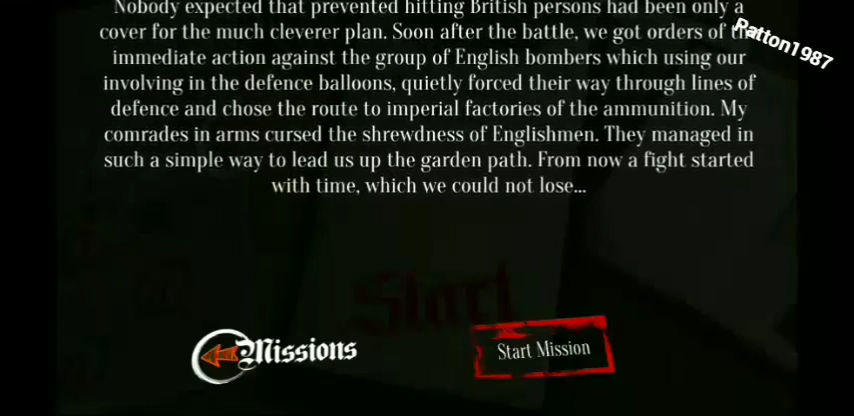 Nobody expected that prevented hitting British persons had been only a
cover for the much cleverer plan. Soon after the battle, we got orders of the
immediate action against the group of English bombers which using our
involving in the defence balloons, quietly forced their way through lines of
defence and chose the route to imperial factories of the ammunition. My
comrades in arms cursed the shrewdness of Englishmen. They managed in
such a simple way to lead us up the garden path. From now a fight started
with time, which we could not lose...
Patton1987
Start
Missions
Start Mission